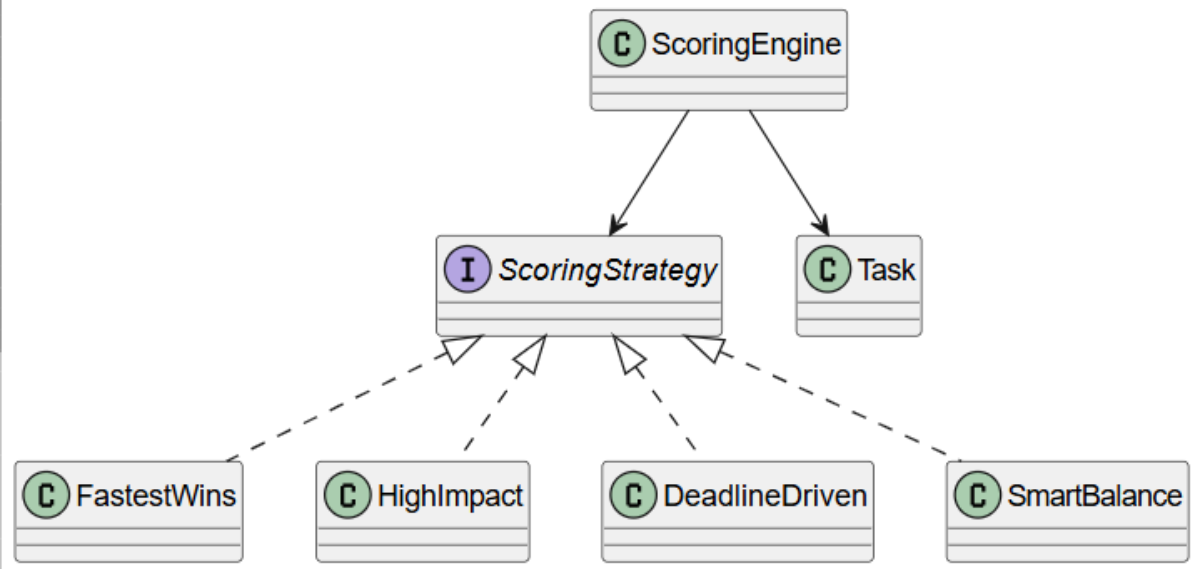 C ScoringEngine
I ScoringStrategy
C Task
C FastestWins
C HighImpact
C DeadlineDriven
C SmartBalance